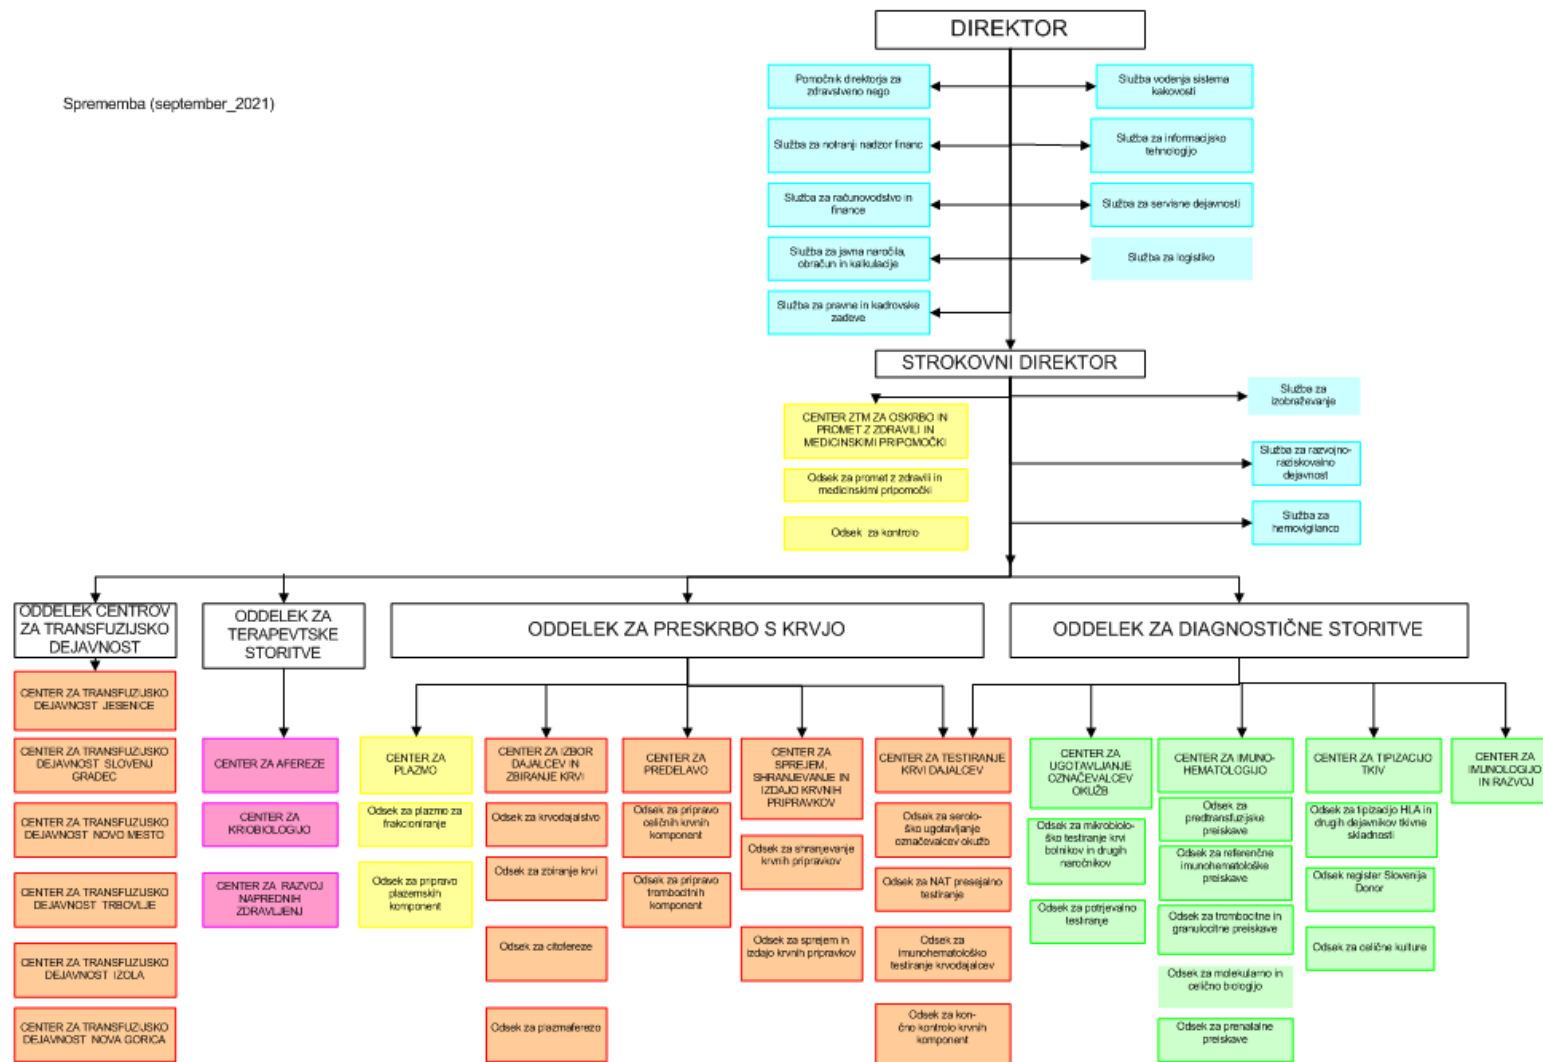 DIREKTOR
Sprememba (september_2021)
Pomočnik direktorja za
zdravstveno nego
Služba vodenja sistema
kakovosti
Služba za notranji nadzor financ
Služba za informacijsko
tehnologijo
Služba za računovodstvo in
finance
Služba za servisne dejavnosti
Služba za javna naročila,
obračun in kalkulacije
Služba za logistiko
Služba za pravne in kadrovske
zadeve
STROKOVNI DIREKTOR
Služba za
izobraževanje
CENTER ZTM ZA OSKRBO IN
PROMET Z ZDRAVILI IN
MEDICINSKIMI PRIPOMOČKI
Služba za razvojno-
raziskovalno
dejavnost
Odsek za promet z zdravili in
medicinskimi pripomočki
Služba za
hemovigilanco
Odsek za kontrolo
ODDELEK CENTROV
ZA TRANSFUZIJSKO
DEJAVNOST
CENTER ZA TRANSFUZIJSKO
DEJAVNOST JESENICE
CENTER ZA TRANSFUZIJSKO
DEJAVNOST SLOVENJ
GRADEC
CENTER ZA TRANSFUZIJSKO
DEJAVNOST NOVO MESTO
CENTER ZA TRANSFUZIJSKO
DEJAVNOST TRBOVLJE
CENTER ZA TRANSFUZIJSKO
DEJAVNOST IZOLA
CENTER ZA TRANSFUZIJSKO
DEJAVNOST NOVA GORICA
ODDELEK ZA
TERAPEVTSKE
STORITVE
CENTER ZA AFEREZE
CENTER ZA
KRIOBIOLOGIJO
CENTER ZA RAZVOJ
NAPREDNIH
ZDRAVLJENJ
ODDELEK ZA PRESKRBO S KRVJO
CENTER ZA
PLAZMO
Odsek za plazmo za
frakcioniranje
Odsek za pripravo
plazemskih
komponent
CENTER ZA IZBOR
DAJALCEV IN
ZBIRANJE KRVI
Odsek za krvodajalstvo
Odsek za zbiranje krvi
Odsek za citofereze
Odsek za plazmaferezo
CENTER ZA
PREDELAVO
Odsek za pripravo
celičnih krvnih
komponent
Odsek za pripravo
trombocitnih
komponent
CENTER ZA
SPREJEM,
SHRANJEVANJE IN
IZDAJO KRVNIH
PRIPRAVKOV
Odsek za shranjevanje
krvnih pripravkov
Odsek za sprejem in
izdajo krvnih pripravkov
CENTER ZA TESTIRANJE
KRVI DAJALCEV
Odsek za serolo-
ško ugotavljanje
označevalcev okužb
Odsek za NAT presejalno
testiranje
Odsek za
imunohematološko
testiranje krvodajalcev
Odsek za kon-
čno kontrolo krvnih
komponent
ODDELEK ZA DIAGNOSTIČNE STORITVE
CENTER ZA
UGOTAVLJANJE
OZNAČEVALCEV
OKUŽB
Odsek za mikrobiolo-
ško testiranje krvi
bolnikov in drugih
naročnikov
Odsek za potrjevalno
testiranje
CENTER ZA IMUNO-
HEMATOLOGIJO
Odsek za
predtransfuzijske
preiskave
Odsek za referenčne
imunohematološke
preiskave
Odsek za trombocitne in
granulocitne preiskave
Odsek za molekularno in
celično biologijo
Odsek za prenatalne
preiskave
CENTER ZA TIPIZACIJO
TKIV
Odsek za tipizacijo HLA in
drugih dejavnikov tkivne
skladnosti
Odsek register Slovenija
Donor
Odsek za celične kulture
CENTER ZA
IMUNOLOGIJO
IN RAZVOJ